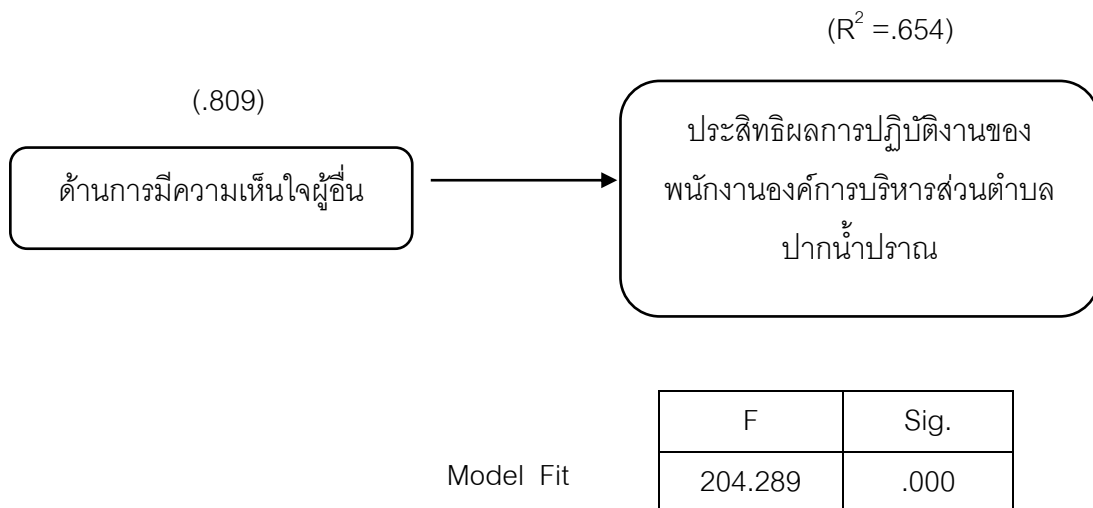 (R² =.654)
(.809)
ด้านการมีความเห็นใจผู้อื่น
ประสิทธิผลการปฏิบัติงานของ
พนักงานองค์การบริหารส่วนตำบล
ปากน้ำปราณ
F Sig.
Model Fit 204.289 .000